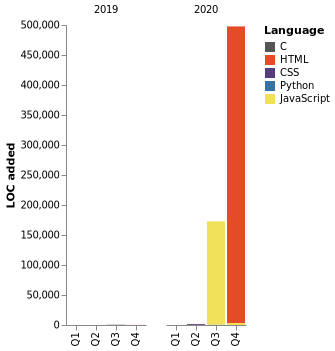 2019 2020
500,000
450,000
400,000
350,000
300,000
250,000
200,000
150,000
100,000
50,000
0
LOC added
Q1 Q2 Q3 Q4 Q1 Q2 Q3 Q4
Language
C
HTML
CSS
Python
JavaScript